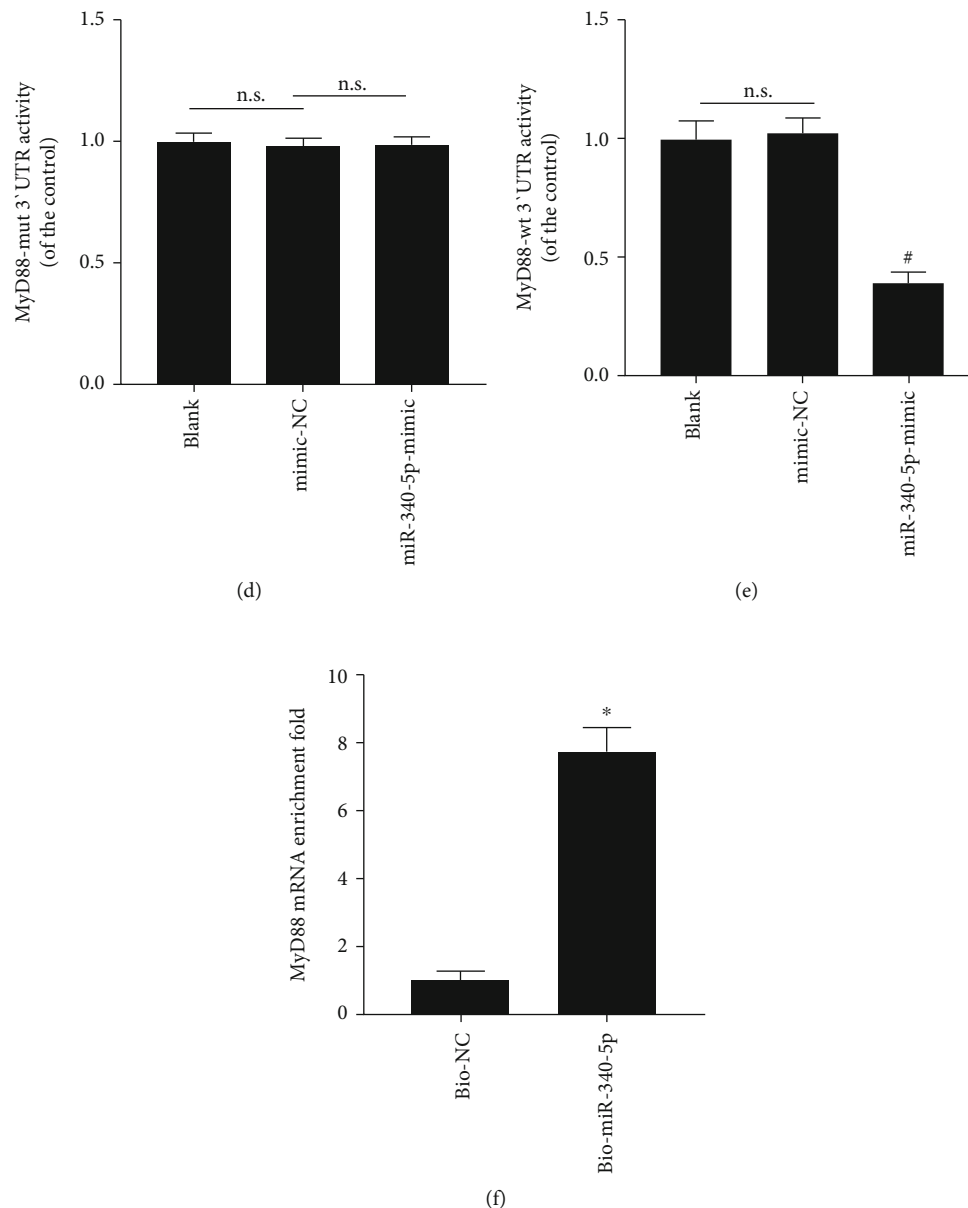 MyD88-mut 3`UTR activity
(of the control)
1.5
1.0
0.5
0.0
n.s.
n.s.
Blank
mimic-NC
miR-340-5p-mimic
(d)
MyD88-wt 3`UTR activity
(of the control)
1.5
1.0
0.5
0.0
n.s.
#
Blank
mimic-NC
miR-340-5p-mimic
(e)
MyD88 mRNA enrichment fold
10
8
6
4
2
0
*
Bio-NC
Bio-miR-340-5p
(f)